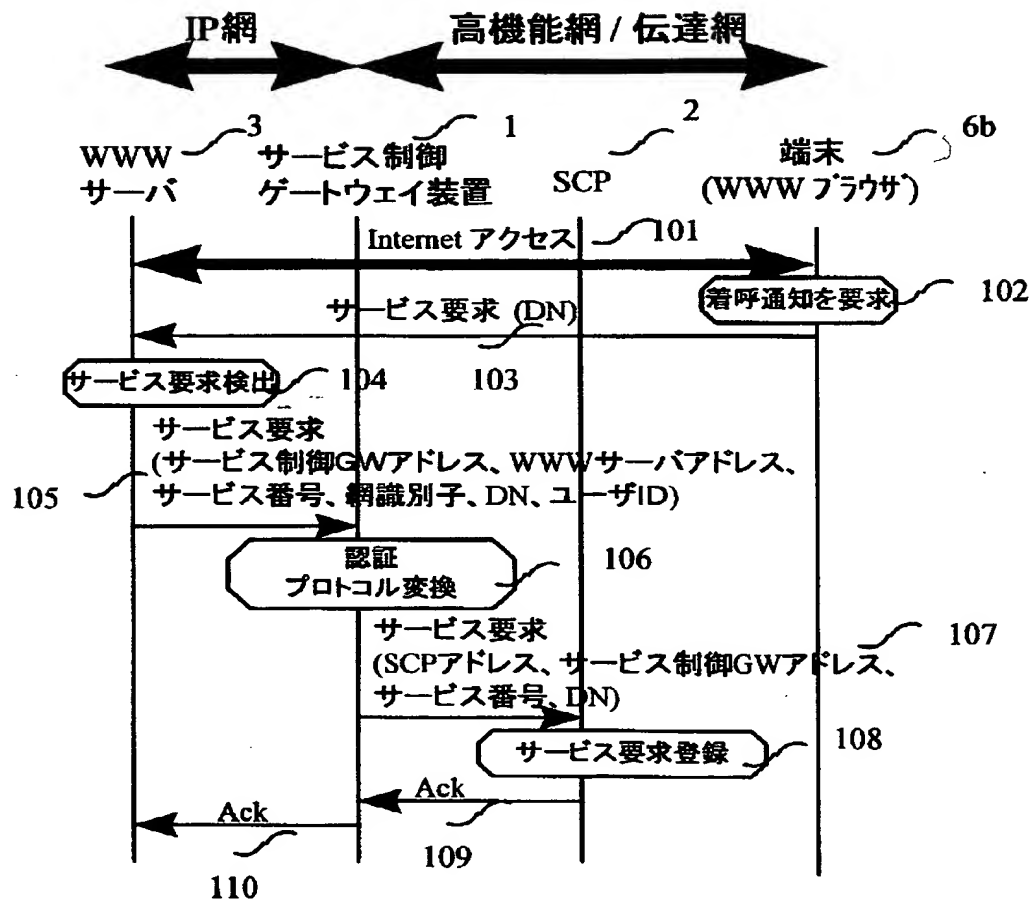 IP網
高機能網 / 伝達網
3
1
2
6b
WWW
サーバ
サービス制御
ゲートウェイ装置
SCP
端末
(WWW ブラウザ)
Internet アクセス
101
着呼通知を要求
102
サービス要求 (DN)
103
サービス要求検出
104
サービス要求
(サービス制御GWアドレス、WWWサーバアドレス、
サービス番号、網識別子、DN、ユーザID)
105
認証
プロトコル変換
106
サービス要求
(SCPアドレス、サービス制御GWアドレス、
サービス番号、DN)
107
サービス要求登録
108
Ack
109
Ack
110